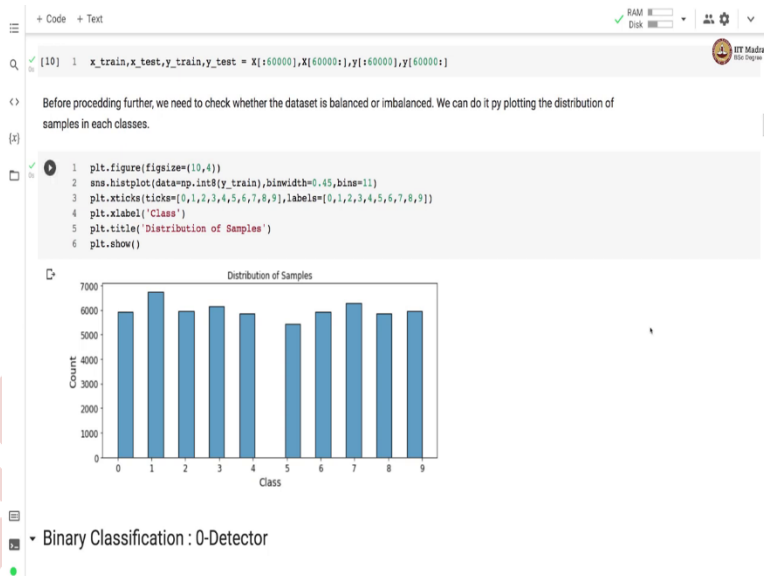 + Code + Text
RAM
Disk
IIT Madras
BSc Degree
[10] 1 x_train,x_test,y_train,y_test = X[:60000],X[60000:],y[:60000],y[60000:]
Before procedding further, we need to check whether the dataset is balanced or imbalanced. We can do it py plotting the distribution of
samples in each classes.
1 plt.figure(figsize=(10,4))
2 sns.histplot(data=np.int8(y_train),binwidth=0.45,bins=11)
3 plt.xticks(ticks=[0,1,2,3,4,5,6,7,8,9],labels=[0,1,2,3,4,5,6,7,8,9])
4 plt.xlabel('Class')
5 plt.title('Distribution of Samples')
6 plt.show()
Distribution of Samples
7000
6000
5000
4000
3000
2000
1000
0
Count
0 1 2 3 4 5 6 7 8 9
Class
Binary Classification : 0-Detector